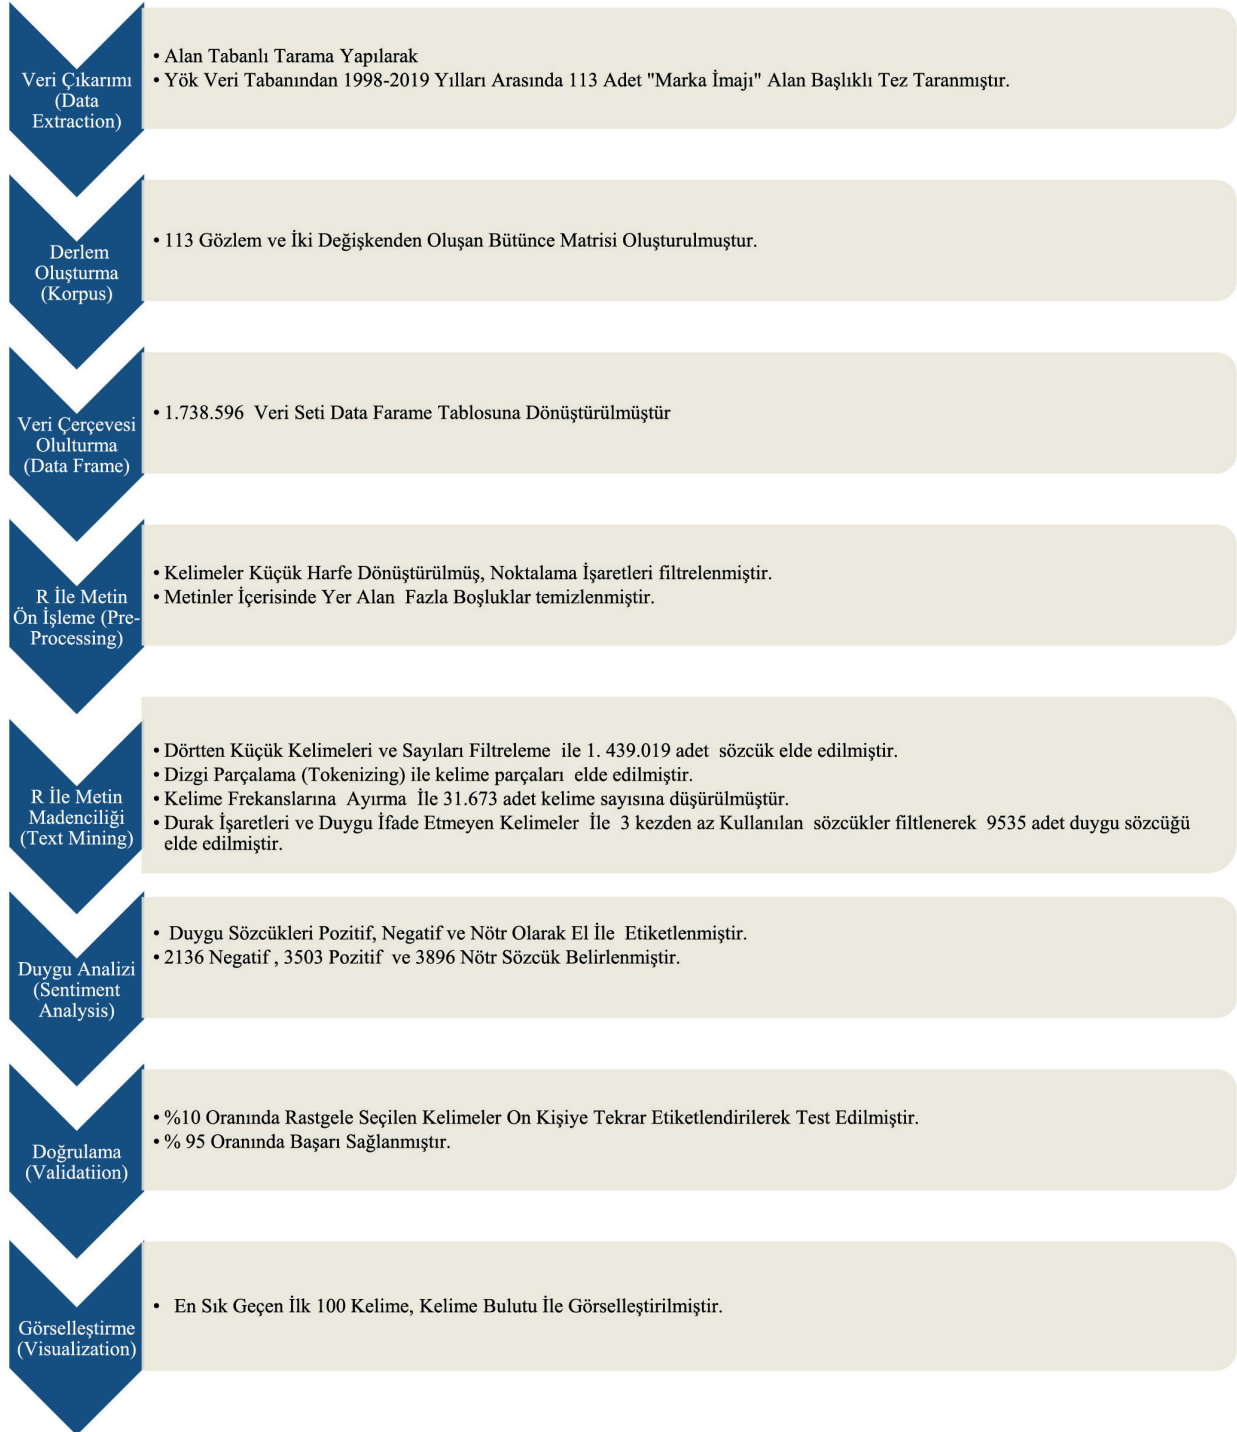 Veri Çıkarımı
(Data
Extraction)
• Alan Tabanlı Tarama Yapılarak
• Yök Veri Tabanından 1998-2019 Yılları Arasında 113 Adet "Marka İmajı" Alan Başlıklı Tez Taranmıştır.
Derlem
Oluşturma
(Korpus)
• 113 Gözlem ve İki Değişkenden Oluşan Bütünce Matrisi Oluşturulmuştur.
Veri Çerçevesi
Olulturma
(Data Frame)
• 1.738.596 Veri Seti Data Farame Tablosuna Dönüştürülmüştür
R İle Metin
Ön İşleme (Pre-
Processing)
• Kelimeler Küçük Harfe Dönüştürülmüş, Noktalama İşaretleri filtrelenmiştir.
• Metinler İçerisinde Yer Alan Fazla Boşluklar temizlenmiştir.
R İle Metin
Madenciliği
(Text Mining)
• Dörtten Küçük Kelimeleri ve Sayıları Filtreleme ile 1. 439.019 adet sözcük elde edilmiştir.
• Dizgi Parçalama (Tokenizing) ile kelime parçaları elde edilmiştir.
• Kelime Frekanslarına Ayırma İle 31.673 adet kelime sayısına düşürülmüştür.
• Durak İşaretleri ve Duygu İfade Etmeyen Kelimeler İle 3 kezden az Kullanılan sözcükler filtlenerek 9535 adet duygu sözcüğü
elde edilmiştir.
Duygu Analizi
(Sentiment
Analysis)
• Duygu Sözcükleri Pozitif, Negatif ve Nötr Olarak El İle Etiketlenmiştir.
• 2136 Negatif , 3503 Pozitif ve 3896 Nötr Sözcük Belirlenmiştir.
Doğrulama
(Validatiion)
• %10 Oranında Rastgele Seçilen Kelimeler On Kişiye Tekrar Etiketlendirilerek Test Edilmiştir.
• % 95 Oranında Başarı Sağlanmıştır.
Görselleştirme
(Visualization)
• En Sık Geçen İlk 100 Kelime, Kelime Bulutu İle Görselleştirilmiştir.